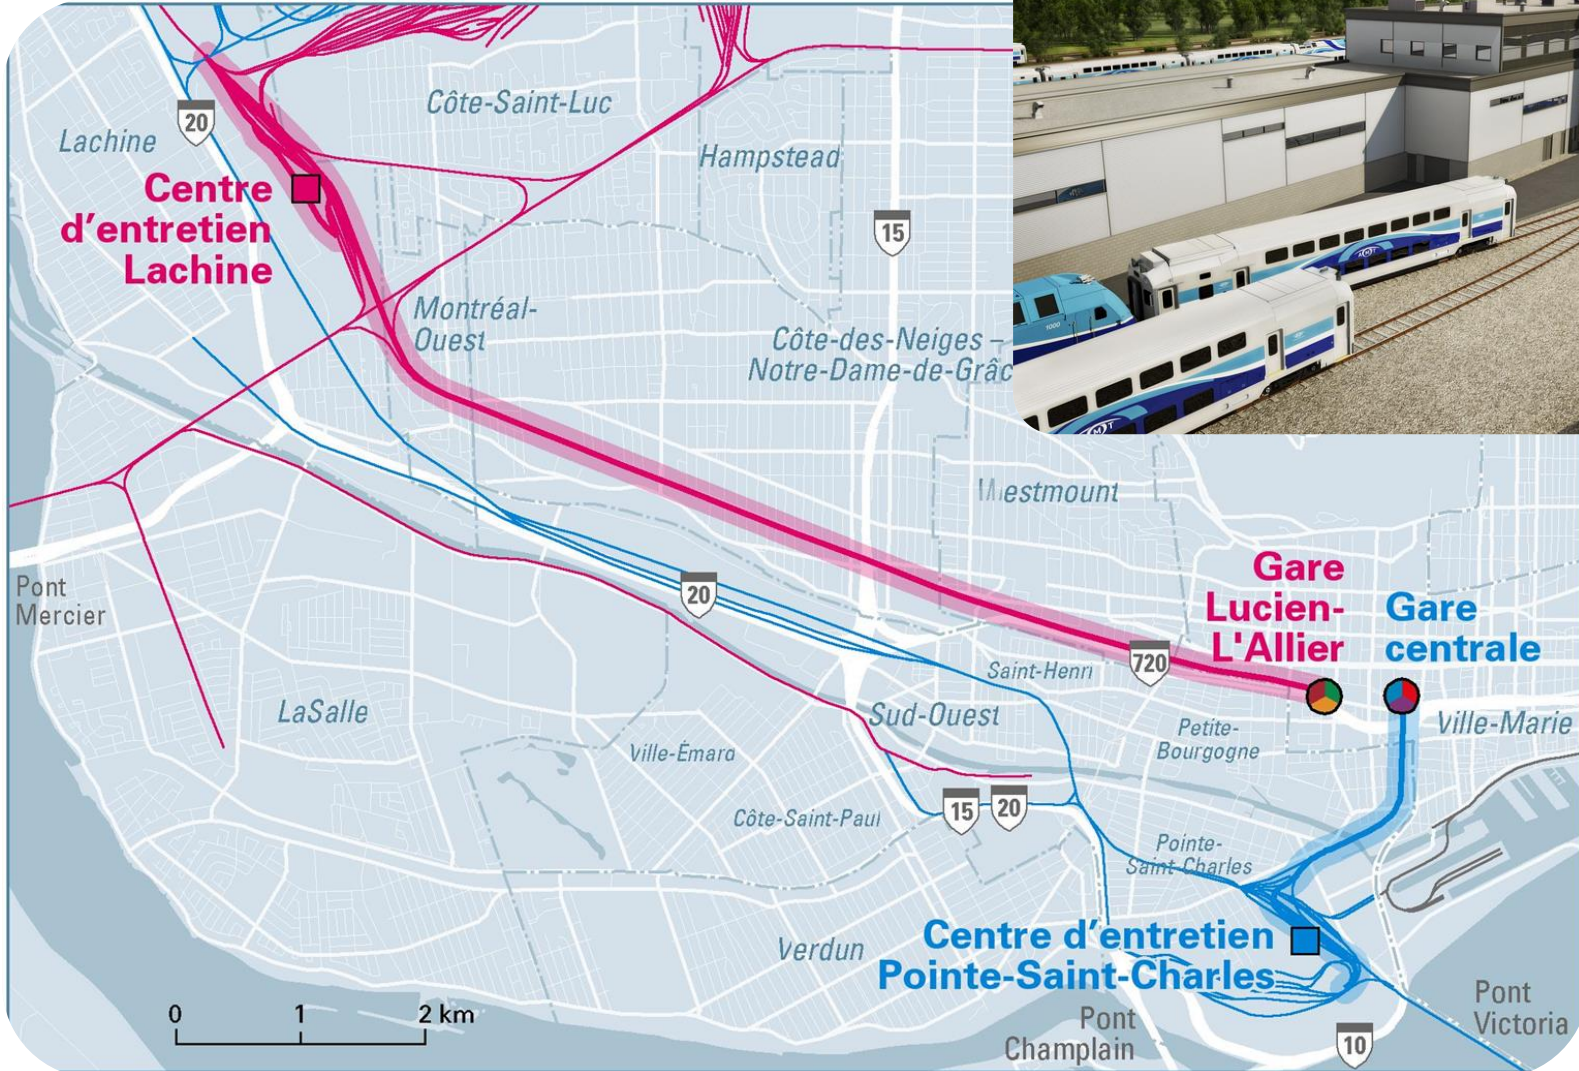 Côte-Saint-Luc
20
Lachine
Hampstead
Centre
d'entretien
Lachine
15
Montréal-
Ouest
Côte-des-Neiges –
Notre-Dame-de-Grâc
1000
AMT
AMT
Westmount
Pont
Mercier
20
Gare
Lucien-
L'Allier
Gare
centrale
Saint-Henri
720
LaSalle
Sud-Ouest
Petite-
Bourgogne
Ville-Marie
Ville-Émard
Côte-Saint-Paul
15
20
Pointe-
Saint-Charles
Verdun
Centre d'entretien
Pointe-Saint-Charles
Pont
Victoria
Pont
Champlain
10
0 1 2 km